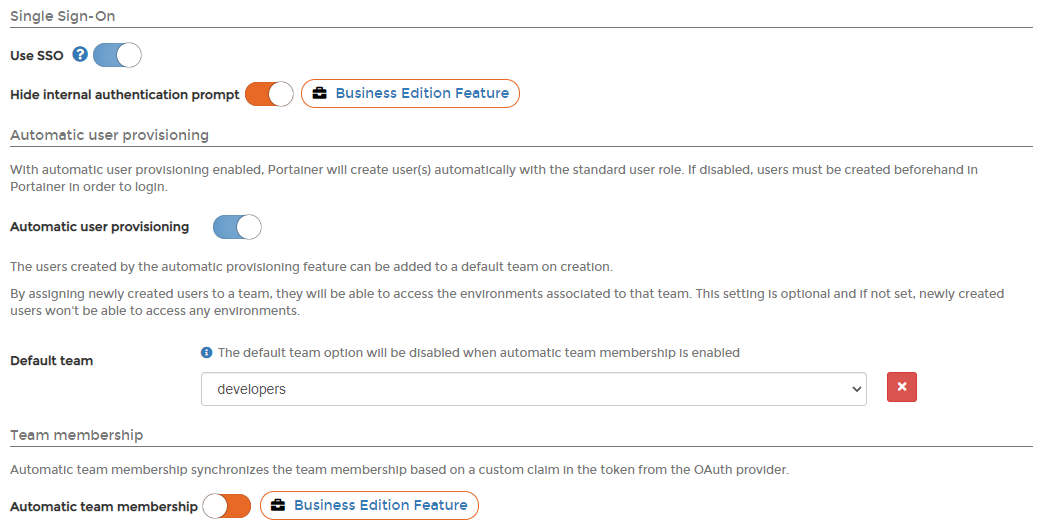 Single Sign-On
Use SSO
Hide internal authentication prompt Business Edition Feature
Automatic user provisioning
With automatic user provisioning enabled, Portainer will create user(s) automatically with the standard user role. If disabled, users must be created beforehand in
Portainer in order to login.
Automatic user provisioning
The users created by the automatic provisioning feature can be added to a default team on creation.
By assigning newly created users to a team, they will be able to access the environments associated to that team. This setting is optional and if not set, newly created
users won't be able to access any environments.
The default team option will be disabled when automatic team membership is enabled
Default team
developers
Team membership
Automatic team membership synchronizes the team membership based on a custom claim in the token from the OAuth provider.
Automatic team membership Business Edition Feature